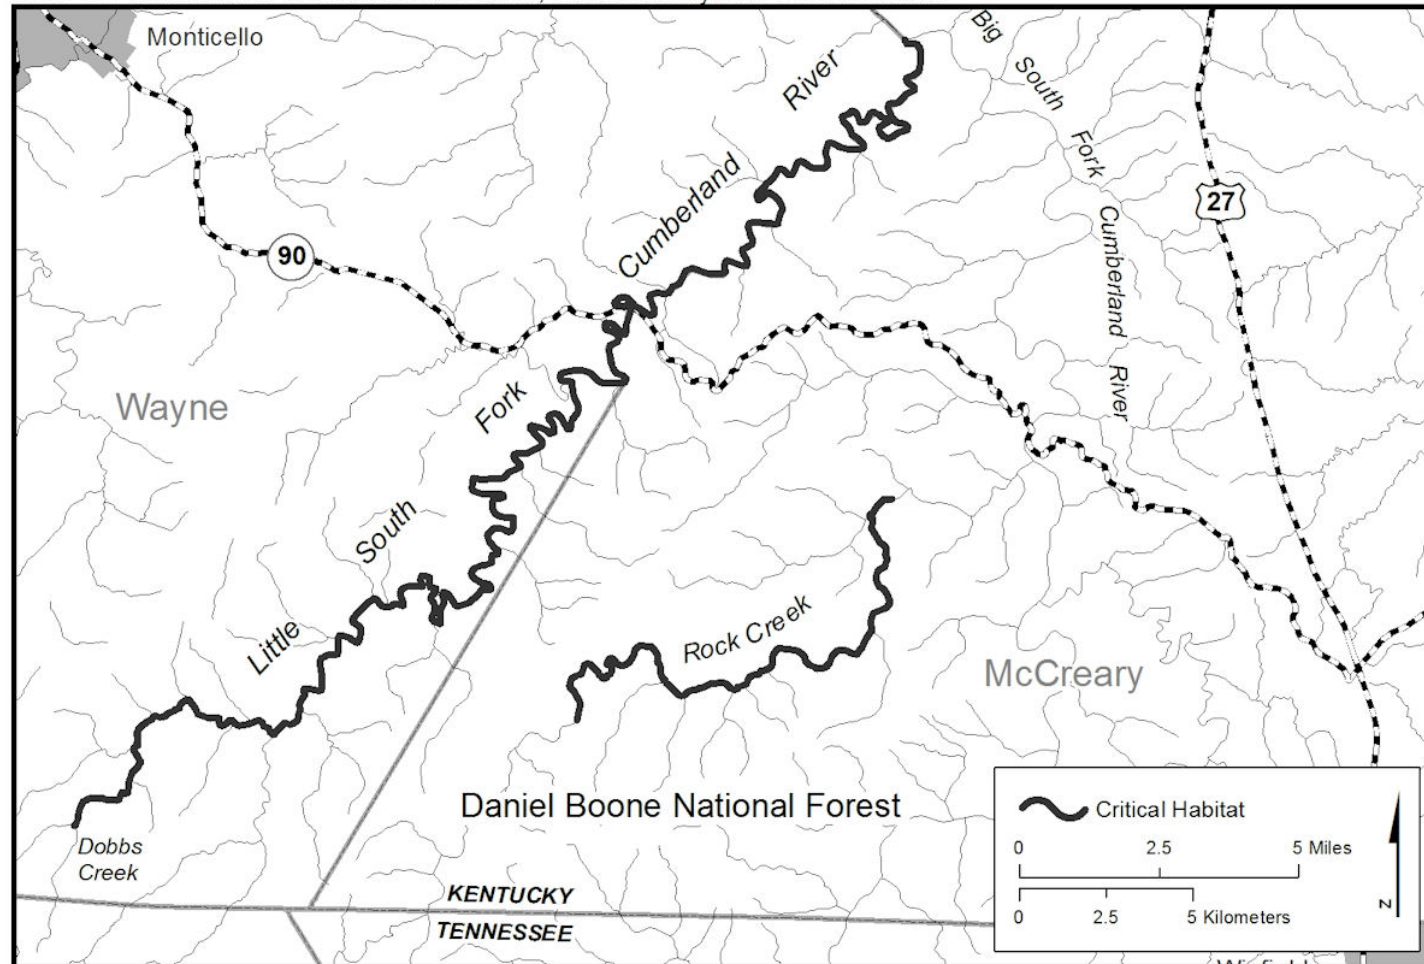 Monticello
Big
South
Fork
Cumberland
River
River
Cumberland
Fork
South
Little
27
90
Wayne
Rock Creek
McCreary
Daniel Boone National Forest
Dobbs
Creek
KENTUCKY
TENNESSEE
Critical Habitat
0 2.5 5 Miles
0 2.5 5 Kilometers
N